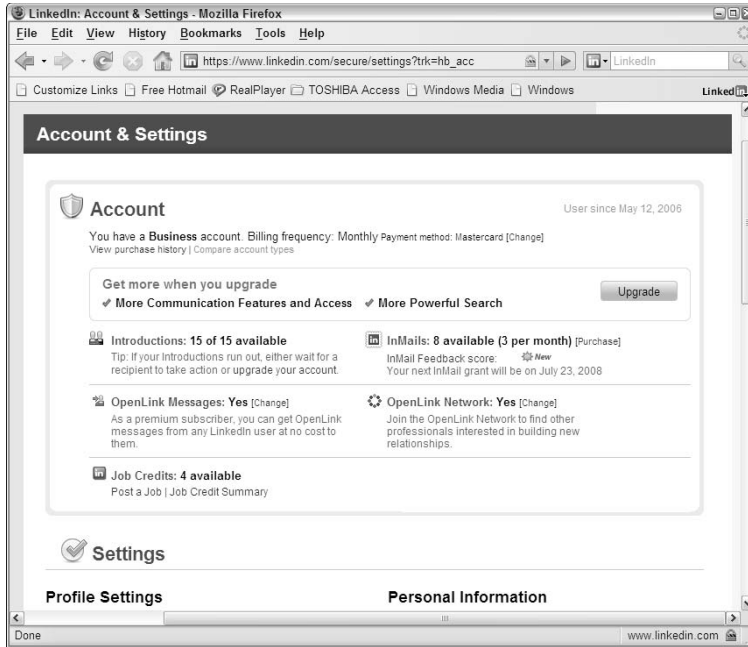 LinkedIn: Account & Settings - Mozilla Firefox
File Edit View History Bookmarks Tools Help
https://www.linkedin.com/secure/settings?trk=hb_acc LinkedIn
Customize Links Free Hotmail RealPlayer TOSHIBA Access Windows Media Windows Linked in
Account & Settings
Account User since May 12, 2006
You have a Business account. Billing frequency: Monthly Payment method: Mastercard [Change]
View purchase history | Compare account types
Get more when you upgrade
More Communication Features and Access More Powerful Search Upgrade
Introductions: 15 of 15 available
Tip: If your Introductions run out, either wait for a
recipient to take action or upgrade your account.
InMails: 8 available (3 per month) [Purchase]
InMail Feedback score: New
Your next InMail grant will be on July 23, 2008
OpenLink Messages: Yes [Change]
As a premium subscriber, you can get OpenLink
messages from any LinkedIn user at no cost to
them.
OpenLink Network: Yes [Change]
Join the OpenLink Network to find other
professionals interested in building new
relationships.
Job Credits: 4 available
Post a Job | Job Credit Summary
Settings
Profile Settings Personal Information
Done www.linkedin.com